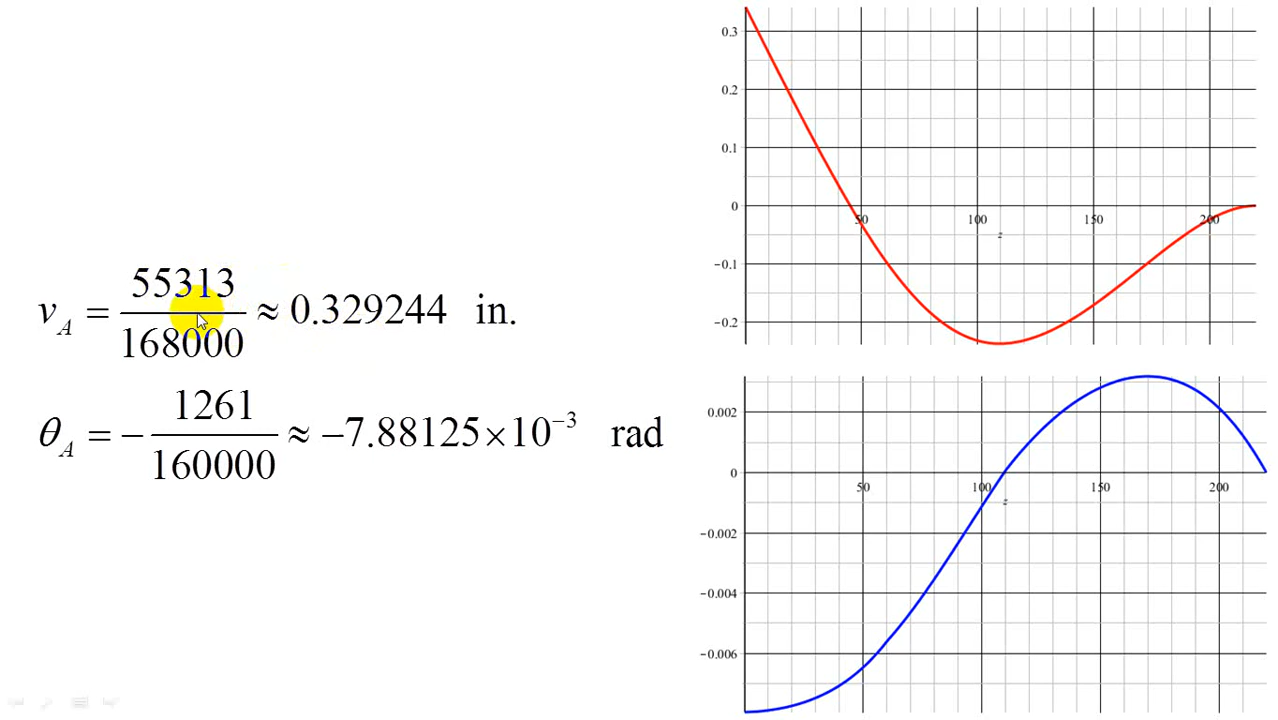 v_A = 55313/168000 ≈ 0.329244 in.
θ_A = −1261/160000 ≈ −7.88125×10⁻³ rad
0.3
0.2
0.1
0
−0.1
−0.2
50 100 150 200
z
0.002
0
−0.002
−0.004
−0.006
50 100 150 200
z